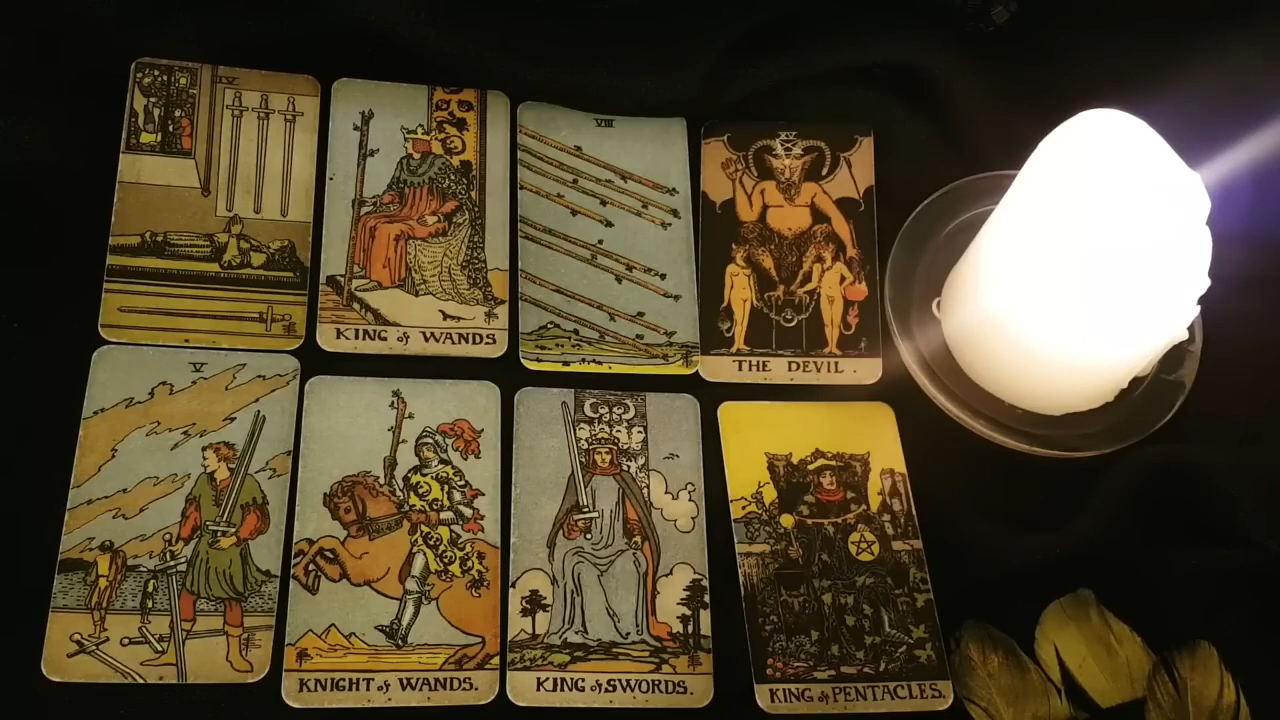 IV
KING of WANDS
VIII
XV
THE DEVIL.
V
KNIGHT of WANDS.
KING of SWORDS.
KING of PENTACLES.